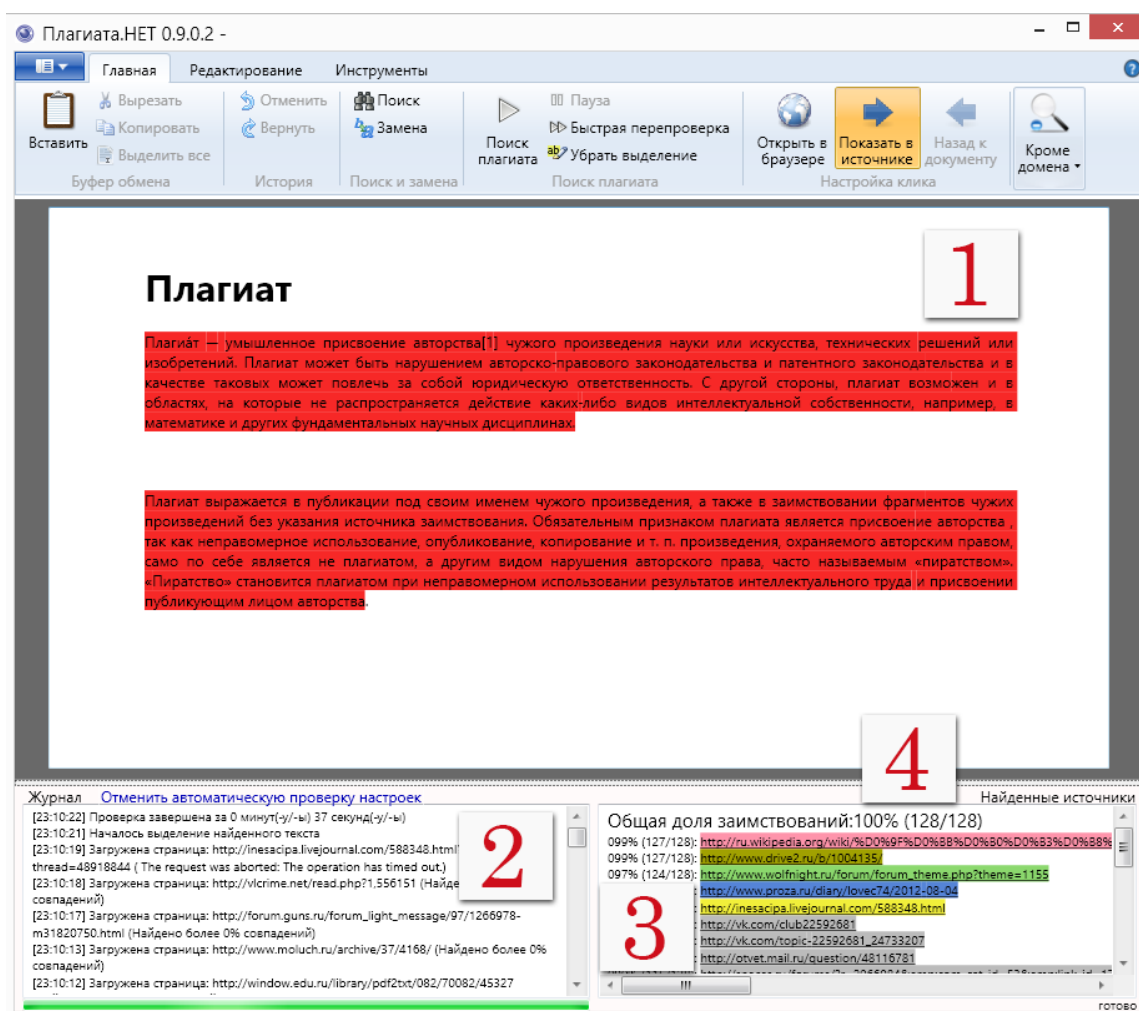 Плагиата.НЕТ 0.9.0.2 -
Главная Редактирование Инструменты
Вставить
Вырезать
Копировать
Выделить все
Буфер обмена
Отменить
Вернуть
История
Поиск
Замена
Поиск и замена
Поиск
плагиата
Пауза
Быстрая перепроверка
Убрать выделение
Поиск плагиата
Открыть в
браузере
Показать в
источнике
Назад к
документу
Настройка клика
Кроме
домена
1
Плагиат
Плагиа́т — умышленное присвоение авторства[1] чужого произведения науки или искусства, технических решений или
изобретений. Плагиат может быть нарушением авторско-правового законодательства и патентного законодательства и в
качестве таковых может повлечь за собой юридическую ответственность. С другой стороны, плагиат возможен и в
областях, на которые не распространяется действие каких-либо видов интеллектуальной собственности, например, в
математике и других фундаментальных научных дисциплинах.
Плагиат выражается в публикации под своим именем чужого произведения, а также в заимствовании фрагментов чужих
произведений без указания источника заимствования. Обязательным признаком плагиата является присвоение авторства ,
так как неправомерное использование, опубликование, копирование и т. п. произведения, охраняемого авторским правом,
само по себе является не плагиатом, а другим видом нарушения авторского права, часто называемым «пиратством».
«Пиратство» становится плагиатом при неправомерном использовании результатов интеллектуального труда и присвоении
публикующим лицом авторства.
Журнал Отменить автоматическую проверку настроек
[23:10:22] Проверка завершена за 0 минут(-у/-ы) 37 секунд(-у/-ы)
[23:10:21] Началось выделение найденного текста
[23:10:19] Загружена страница: http://inesacipa.livejournal.com/588348.html
thread=48918844 ( The request was aborted: The operation has timed out.)
[23:10:18] Загружена страница: http://vlcrime.net/read.php?1,556151 (Найде
совпадений)
[23:10:17] Загружена страница: http://forum.guns.ru/forum_light_message/97/1266978-
m31820750.html (Найдено более 0% совпадений)
[23:10:13] Загружена страница: http://www.moluch.ru/archive/37/4168/ (Найдено более 0%
совпадений)
[23:10:12] Загружена страница: http://window.edu.ru/library/pdf2txt/082/70082/45327
2
4
Найденные источники
Общая доля заимствований:100% (128/128)
099% (127/128): http://ru.wikipedia.org/wiki/%D0%9F%D0%BB%D0%B0%D0%B3%D0%B8%
099% (127/128): http://www.drive2.ru/b/1004135/
097% (124/128): http://www.wolfnight.ru/forum/forum_theme.php?theme=1155
: http://www.proza.ru/diary/lovec74/2012-08-04
: http://inesacipa.livejournal.com/588348.html
: http://vk.com/club22592681
: http://vk.com/topic-22592681_24733207
: http://otvet.mail.ru/question/48116781
3
готово